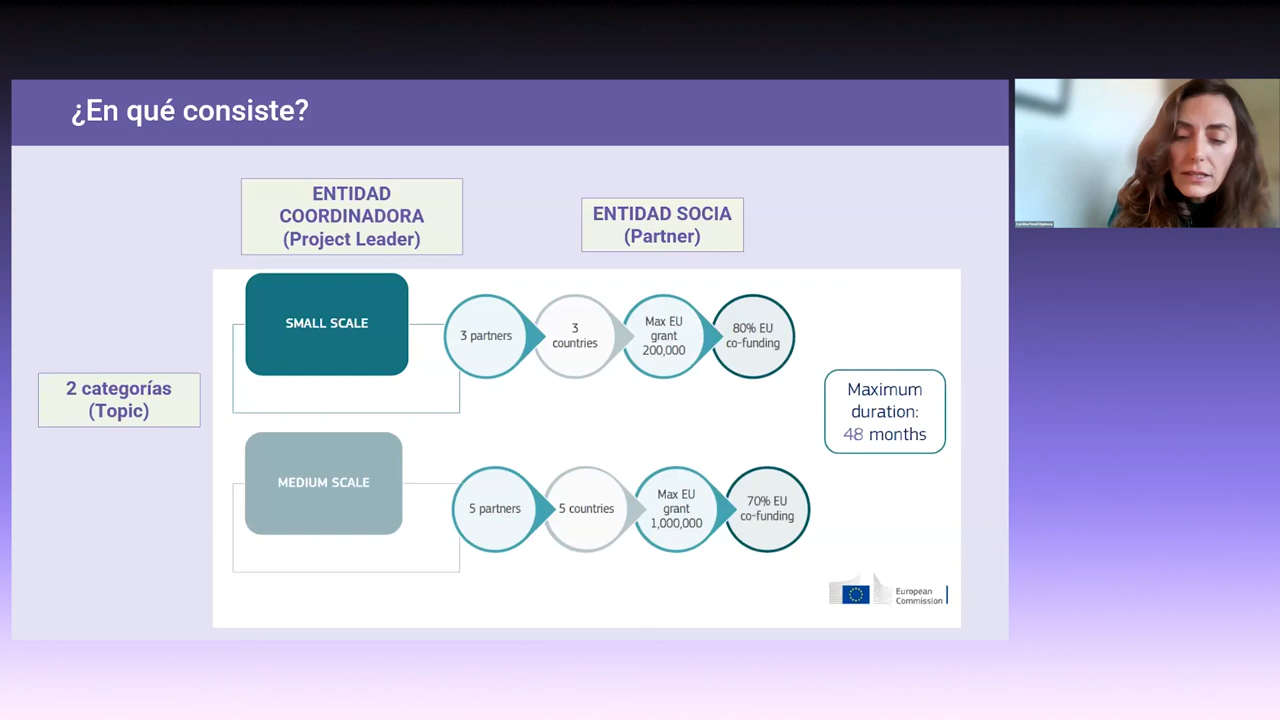 ¿En qué consiste?
ENTIDAD
COORDINADORA
(Project Leader)
ENTIDAD SOCIA
(Partner)
2 categorías
(Topic)
SMALL SCALE
3 partners
3
countries
Max EU
grant
200,000
80% EU
co-funding
MEDIUM SCALE
5 partners
5 countries
Max EU
grant
1,000,000
70% EU
co-funding
Maximum
duration:
48 months
European
Commission